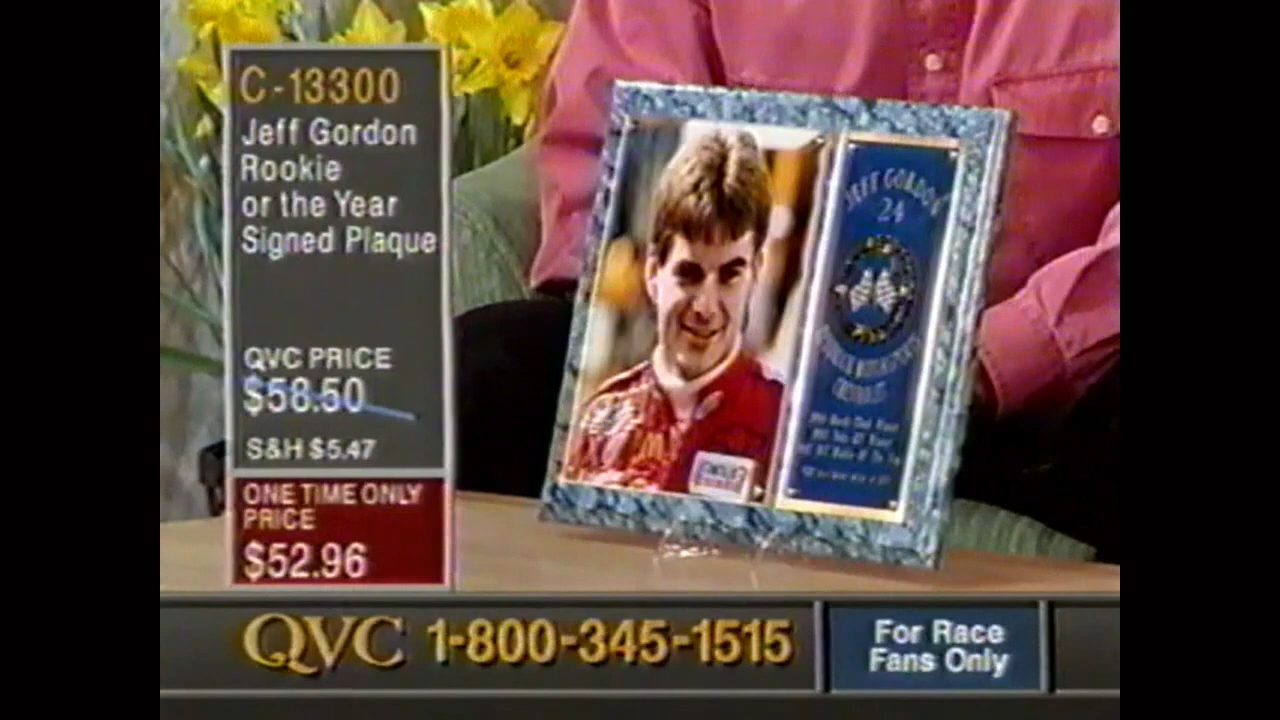 C-13300
Jeff Gordon
Rookie
or the Year
Signed Plaque
QVC PRICE
$58.50
S&H $5.47
ONE TIME ONLY
PRICE
$52.96
JEFF GORDON
24
QVC 1-800-345-1515
For Race
Fans Only